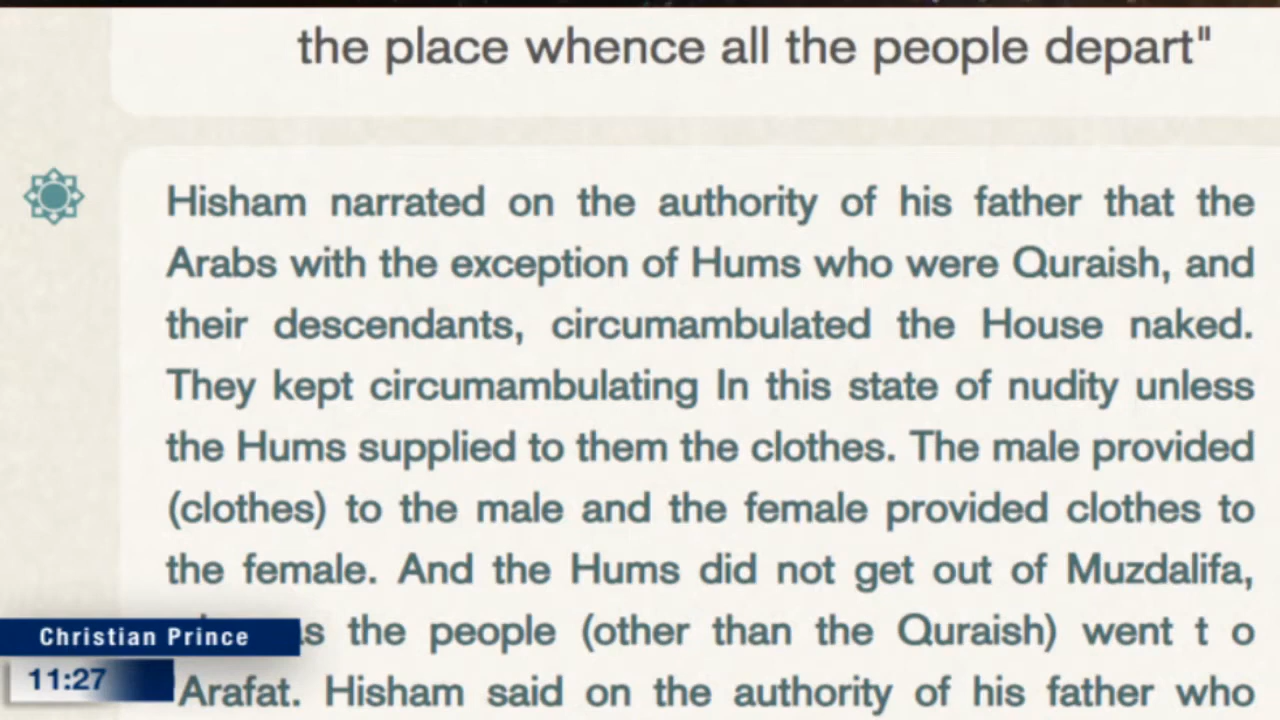 the place whence all the people depart"
Hisham narrated on the authority of his father that the
Arabs with the exception of Hums who were Quraish, and
their descendants, circumambulated the House naked.
They kept circumambulating In this state of nudity unless
the Hums supplied to them the clothes. The male provided
(clothes) to the male and the female provided clothes to
the female. And the Hums did not get out of Muzdalifa,
the people (other than the Quraish) went t o
'Arafat. Hisham said on the authority of his father who
Christian Prince
11:27